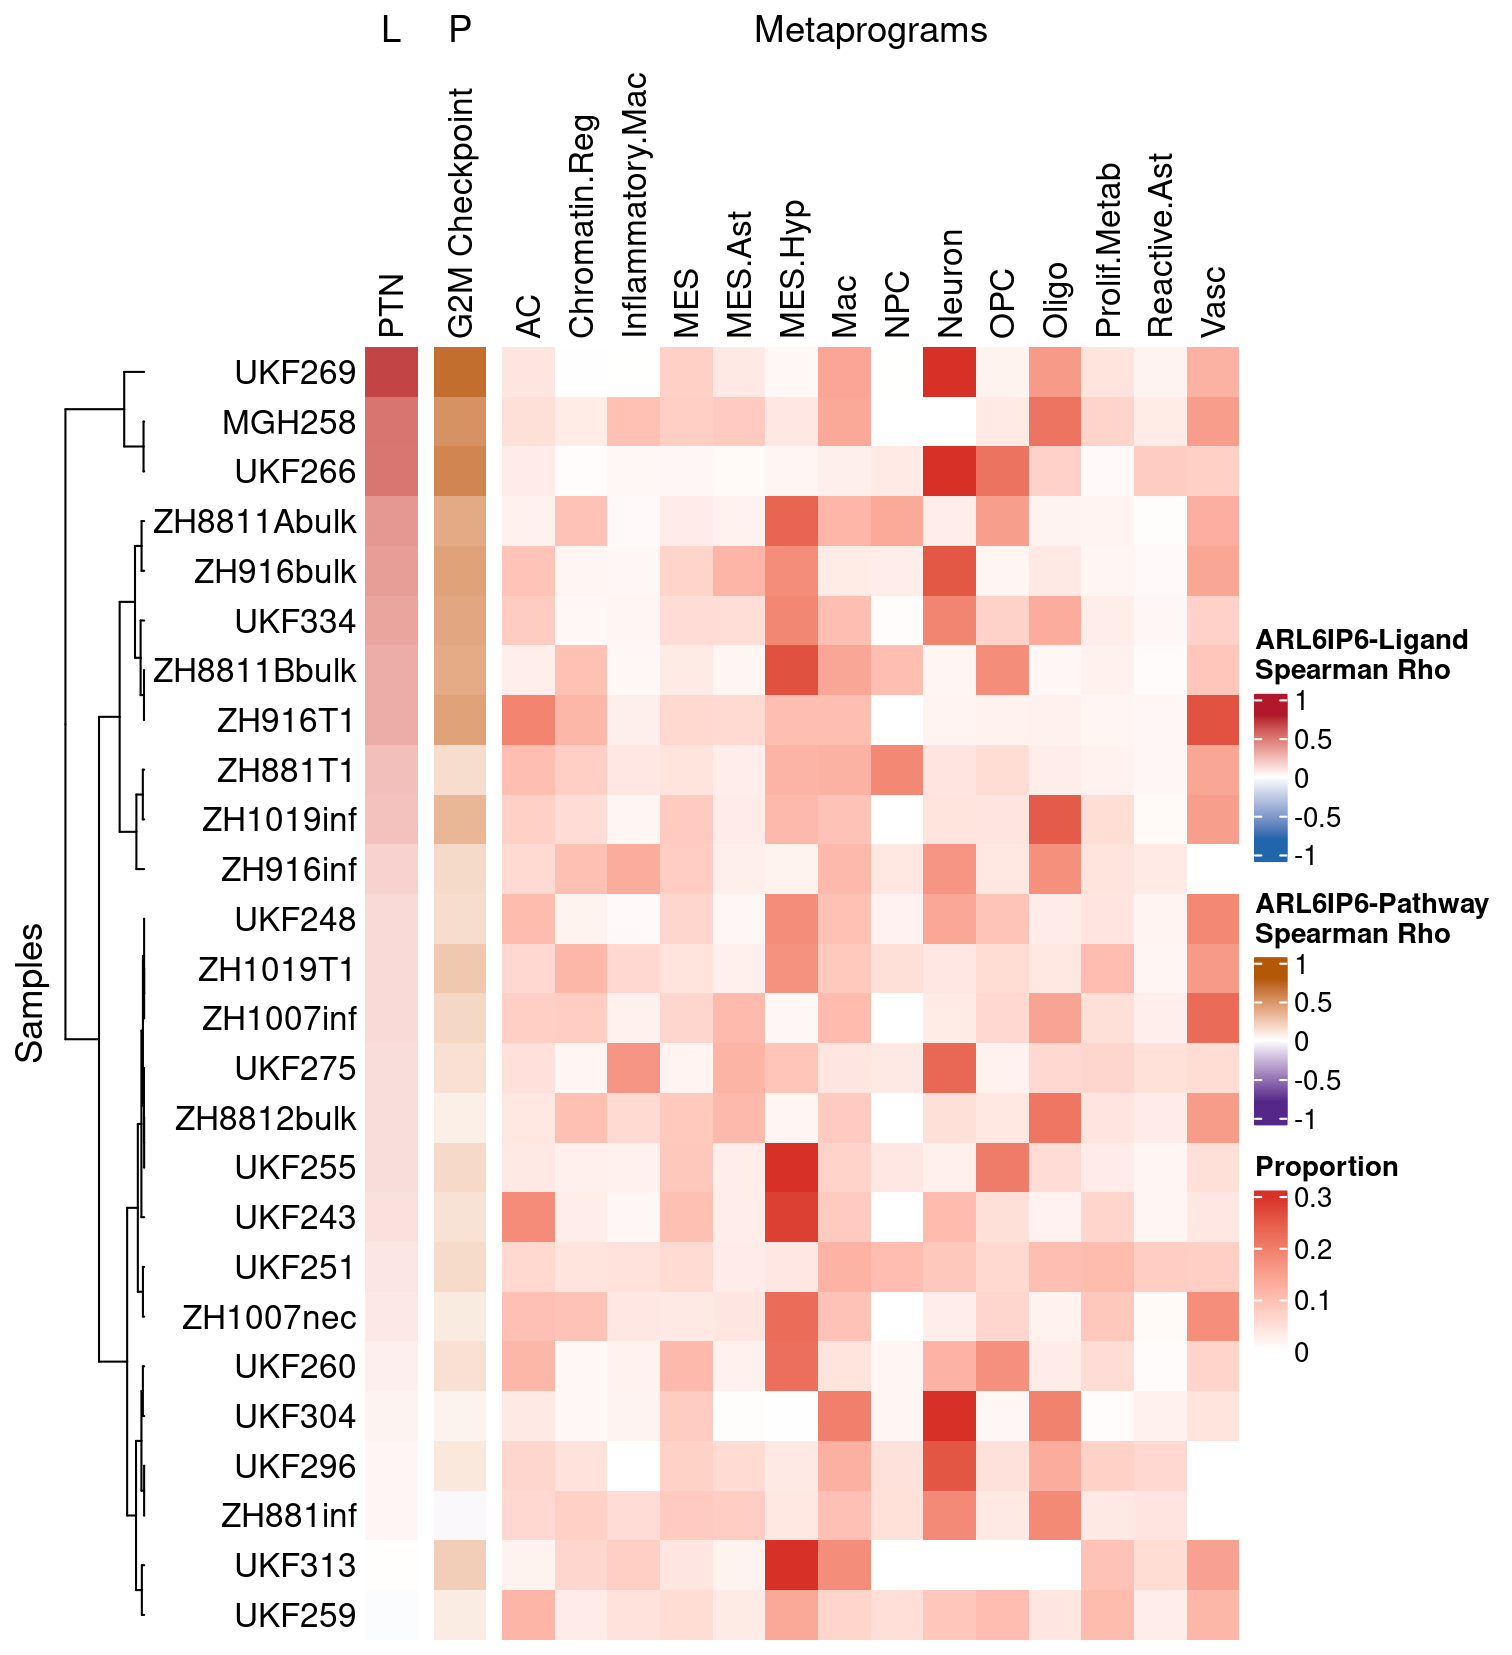 L P Metaprograms
PTN
G2M Checkpoint
AC
Chromatin.Reg
Inflammatory.Mac
MES
MES.Ast
MES.Hyp
Mac
NPC
Neuron
OPC
Oligo
Prolif.Metab
Reactive.Ast
Vasc
Samples
UKF269
MGH258
UKF266
ZH8811Abulk
ZH916bulk
UKF334
ZH8811Bbulk
ZH916T1
ZH881T1
ZH1019inf
ZH916inf
UKF248
ZH1019T1
ZH1007inf
UKF275
ZH8812bulk
UKF255
UKF243
UKF251
ZH1007nec
UKF260
UKF304
UKF296
ZH881inf
UKF313
UKF259
ARL6IP6-Ligand
Spearman Rho
1
0.5
0
-0.5
-1
ARL6IP6-Pathway
Spearman Rho
1
0.5
0
-0.5
-1
Proportion
0.3
0.2
0.1
0